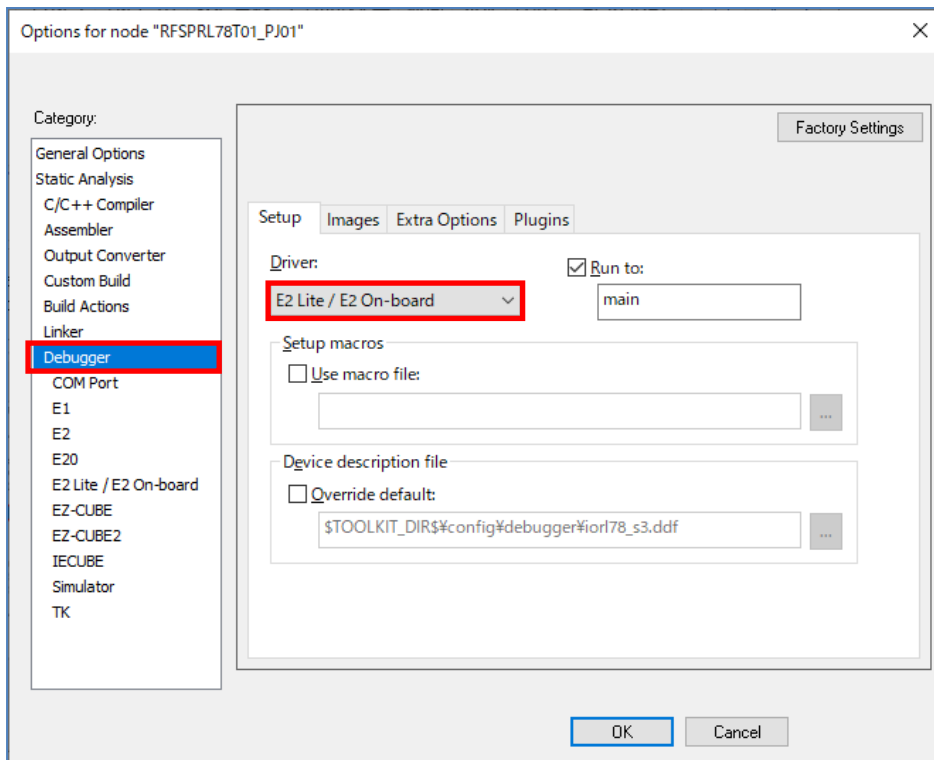 Options for node "RFSPRL78T01_PJ01"
Category:
Factory Settings
General Options
Static Analysis
C/C++ Compiler
Assembler
Output Converter
Custom Build
Build Actions
Linker
Debugger
COM Port
E1
E2
E20
E2 Lite / E2 On-board
EZ-CUBE
EZ-CUBE2
IECUBE
Simulator
TK
Setup Images Extra Options Plugins
Driver:
E2 Lite / E2 On-board
Run to:
main
Setup macros
Use macro file:
...
Device description file
Override default:
$TOOLKIT_DIR$¥config¥debugger¥iorl78_s3.ddf
...
OK Cancel